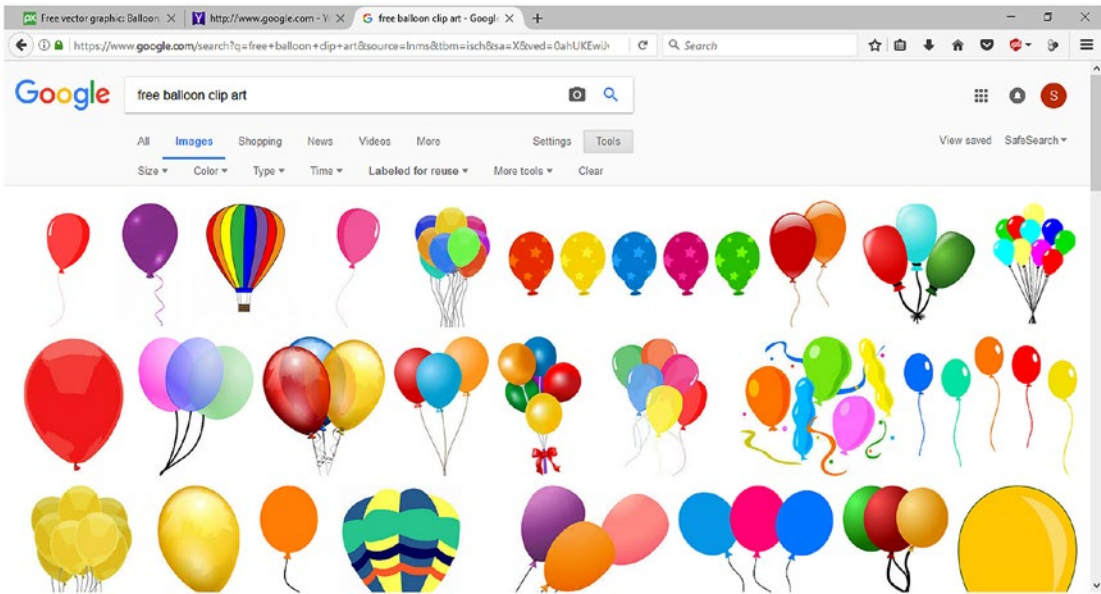 Free vector graphic: Balloon,
http://www.google.com - Y
free balloon clip art - Google
https://www.google.com/search?q=free+balloon+clip+art&source=lnms&tbm=isch&sa=X&ved=0ahUKEwiJ
Search
Google
free balloon clip art
S
All Images Shopping News Videos More Settings Tools
View saved SafeSearch
Size Color Type Time Labeled for reuse More tools Clear